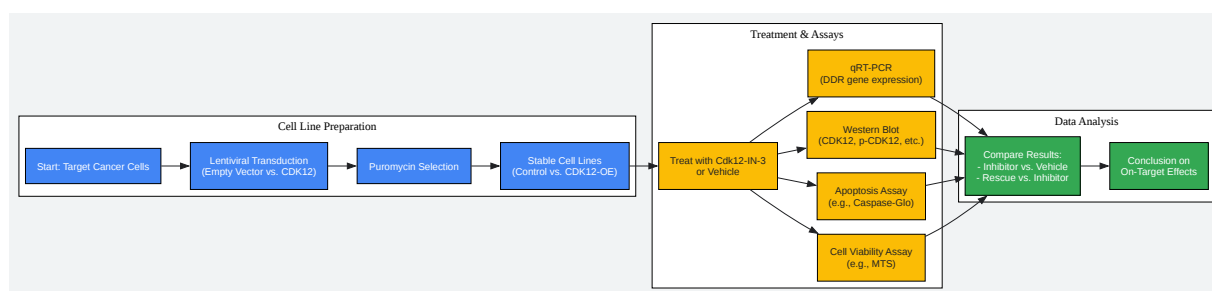 Cell Line Preparation
Start: Target Cancer Cells
Lentiviral Transduction
(Empty Vector vs. CDK12)
Puromycin Selection
Stable Cell Lines
(Control vs. CDK12-OE)
Treatment & Assays
Treat with Cdk12-IN-3
or Vehicle
qRT-PCR
(DDR gene expression)
Western Blot
(CDK12, p-CDK12, etc.)
Apoptosis Assay
(e.g., Caspase-Glo)
Cell Viability Assay
(e.g., MTS)
Data Analysis
Compare Results:
- Inhibitor vs. Vehicle
- Rescue vs. Inhibitor
Conclusion on
On-Target Effects